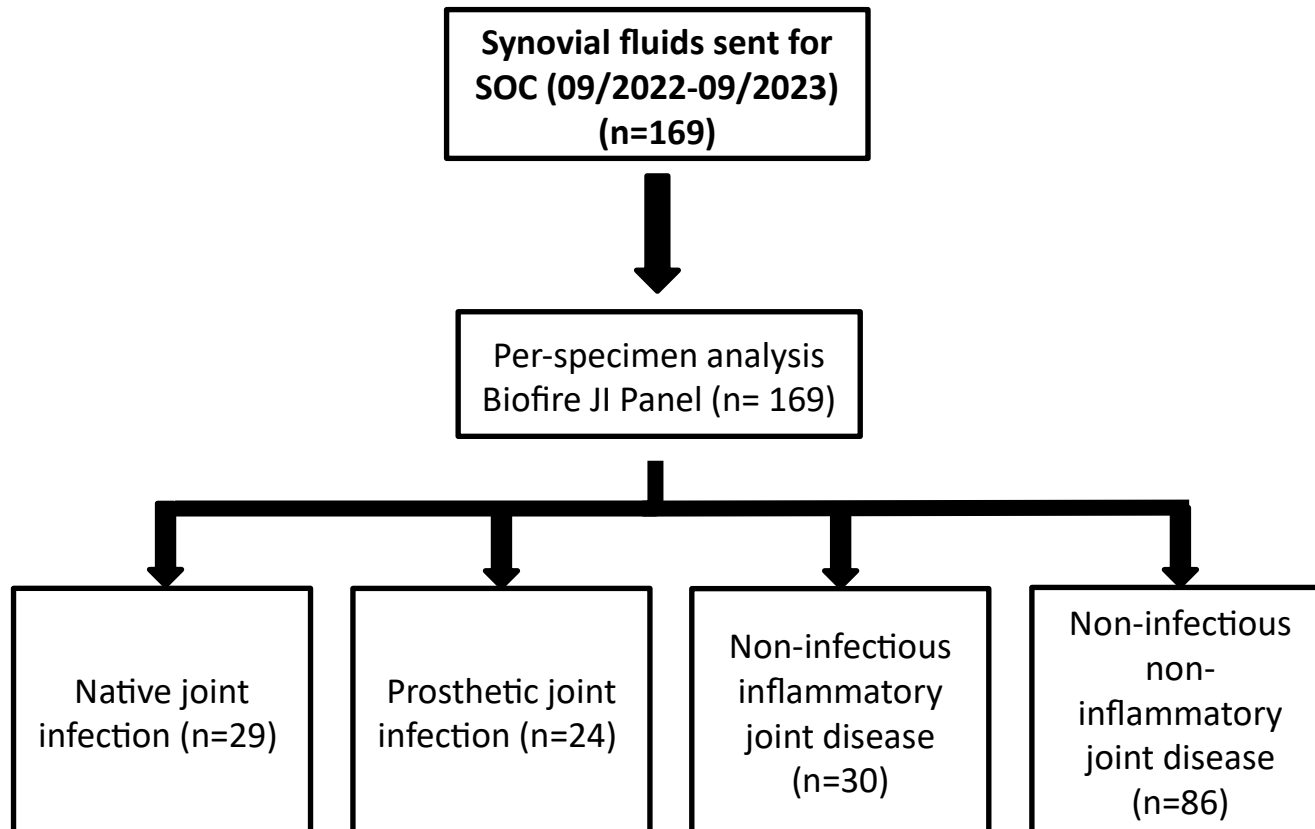 Synovial fluids sent for
SOC (09/2022-09/2023)
(n=169)
Per-specimen analysis
Biofire JI Panel (n= 169)
Native joint
infection (n=29)
Prosthetic joint
infection (n=24)
Non-infectious
inflammatory
joint disease
(n=30)
Non-infectious
non-
inflammatory
joint disease
(n=86)